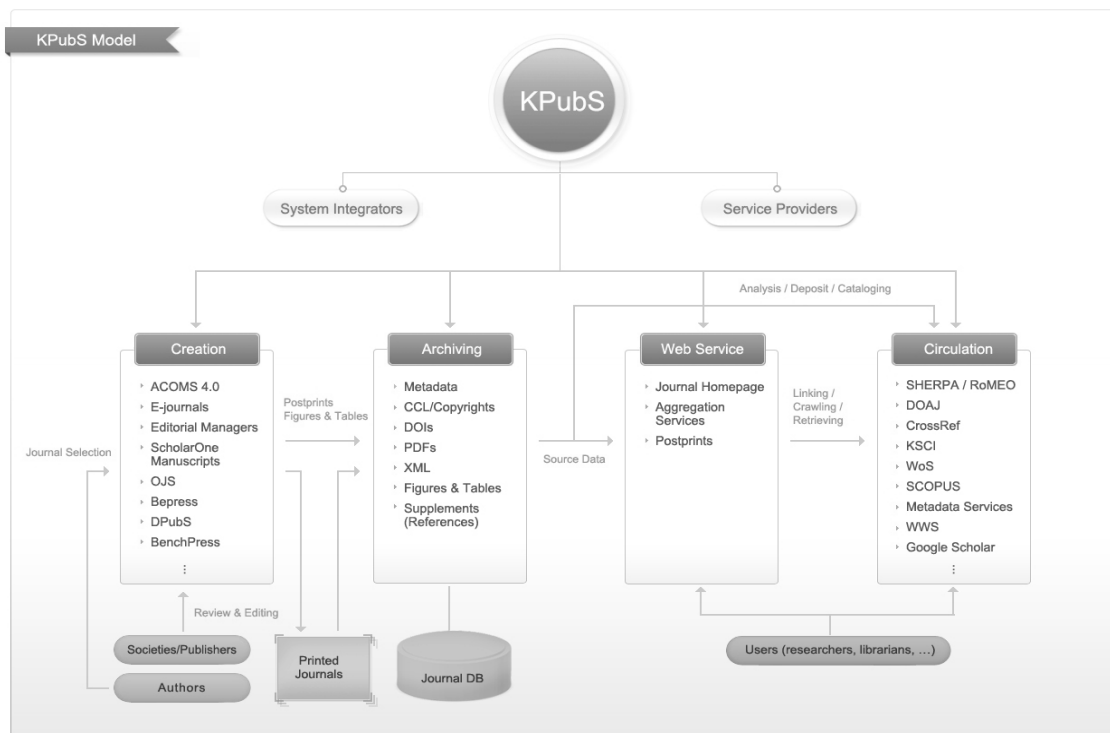 KPubS Model
KPubS
System Integrators
Service Providers
Analysis / Deposit / Cataloging
Creation
ACOMS 4.0
E-journals
Editorial Managers
ScholarOne
Manuscripts
OJS
Bepress
DPubS
BenchPress
⋮
Journal Selection
Postprints
Figures & Tables
Archiving
Metadata
CCL/Copyrights
DOIs
PDFs
XML
Figures & Tables
Supplements
(References)
Source Data
Web Service
Journal Homepage
Aggregation
Services
Postprints
Linking /
Crawling /
Retrieving
Circulation
SHERPA / RoMEO
DOAJ
CrossRef
KSCI
WoS
SCOPUS
Metadata Services
WWS
Google Scholar
⋮
Review & Editing
Societies/Publishers
Authors
Printed
Journals
Journal DB
Users (researchers, librarians, …)